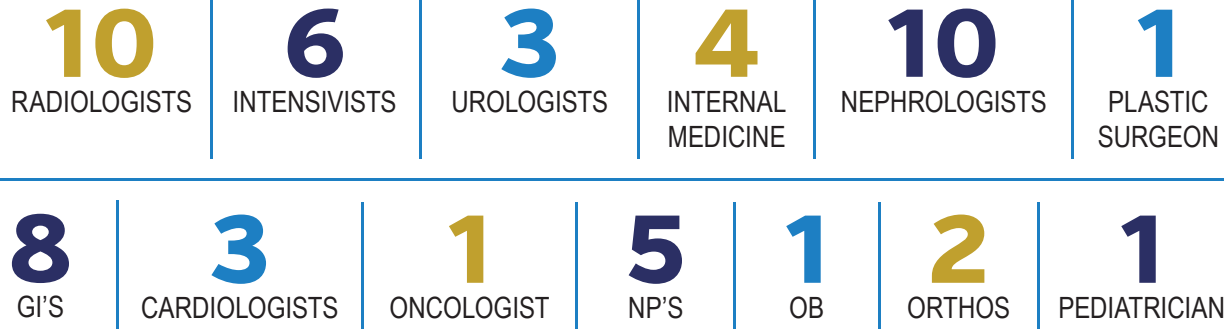 10 6 3 4 10 1
RADIOLOGISTS INTENSIVISTS UROLOGISTS INTERNAL NEPHROLOGISTS PLASTIC
MEDICINE SURGEON
8 3 1 5 1 2 1
GI’S CARDIOLOGISTS ONCOLOGIST NP’S OB ORTHOS PEDIATRICIAN